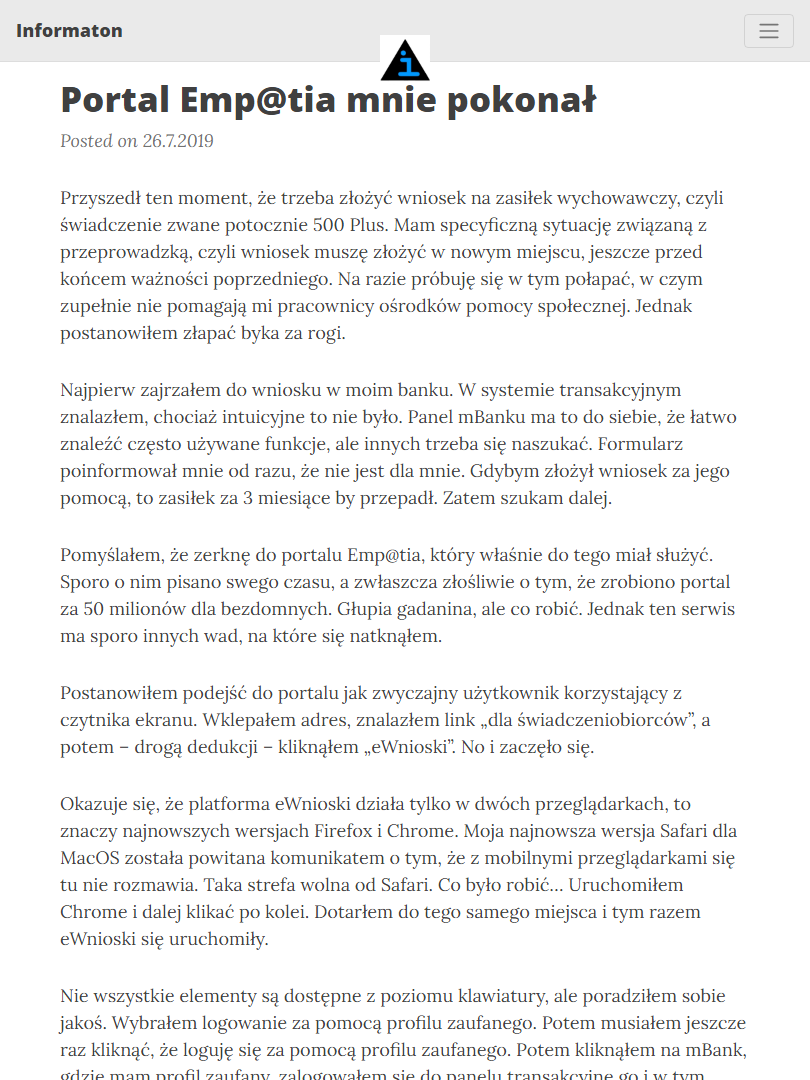 Informaton
Portal Emp@tia mnie pokonał
Posted on 26.7.2019
Przyszedł ten moment, że trzeba złożyć wniosek na zasiłek wychowawczy, czyli
świadczenie zwane potocznie 500 Plus. Mam specyficzną sytuację związaną z
przeprowadzką, czyli wniosek muszę złożyć w nowym miejscu, jeszcze przed
końcem ważności poprzedniego. Na razie próbuję się w tym połapać, w czym
zupełnie nie pomagają mi pracownicy ośrodków pomocy społecznej. Jednak
postanowiłem złapać byka za rogi.
Najpierw zajrzałem do wniosku w moim banku. W systemie transakcyjnym
znalazłem, chociaż intuicyjne to nie było. Panel mBanku ma to do siebie, że łatwo
znaleźć często używane funkcje, ale innych trzeba się naszukać. Formularz
poinformował mnie od razu, że nie jest dla mnie. Gdybym złożył wniosek za jego
pomocą, to zasiłek za 3 miesiące by przepadł. Zatem szukam dalej.
Pomyślałem, że zerknę do portalu Emp@tia, który właśnie do tego miał służyć.
Sporo o nim pisano swego czasu, a zwłaszcza złośliwie o tym, że zrobiono portal
za 50 milionów dla bezdomnych. Głupia gadanina, ale co robić. Jednak ten serwis
ma sporo innych wad, na które się natknąłem.
Postanowiłem podejść do portalu jak zwyczajny użytkownik korzystający z
czytnika ekranu. Wklepałem adres, znalazłem link „dla świadczeniobiorców”, a
potem – drogą dedukcji – kliknąłem „eWnioski”. No i zaczęło się.
Okazuje się, że platforma eWnioski działa tylko w dwóch przeglądarkach, to
znaczy najnowszych wersjach Firefox i Chrome. Moja najnowsza wersja Safari dla
MacOS została powitana komunikatem o tym, że z mobilnymi przeglądarkami się
tu nie rozmawia. Taka strefa wolna od Safari. Co było robić… Uruchomiłem
Chrome i dalej klikać po kolei. Dotarłem do tego samego miejsca i tym razem
eWnioski się uruchomiły.
Nie wszystkie elementy są dostępne z poziomu klawiatury, ale poradziłem sobie
jakoś. Wybrałem logowanie za pomocą profilu zaufanego. Potem musiałem jeszcze
raz kliknąć, że loguję się za pomocą profilu zaufanego. Potem kliknąłem na mBank,
gdzie mam profil zaufany, zalogowałem się do panelu transakcyjnego i w tym